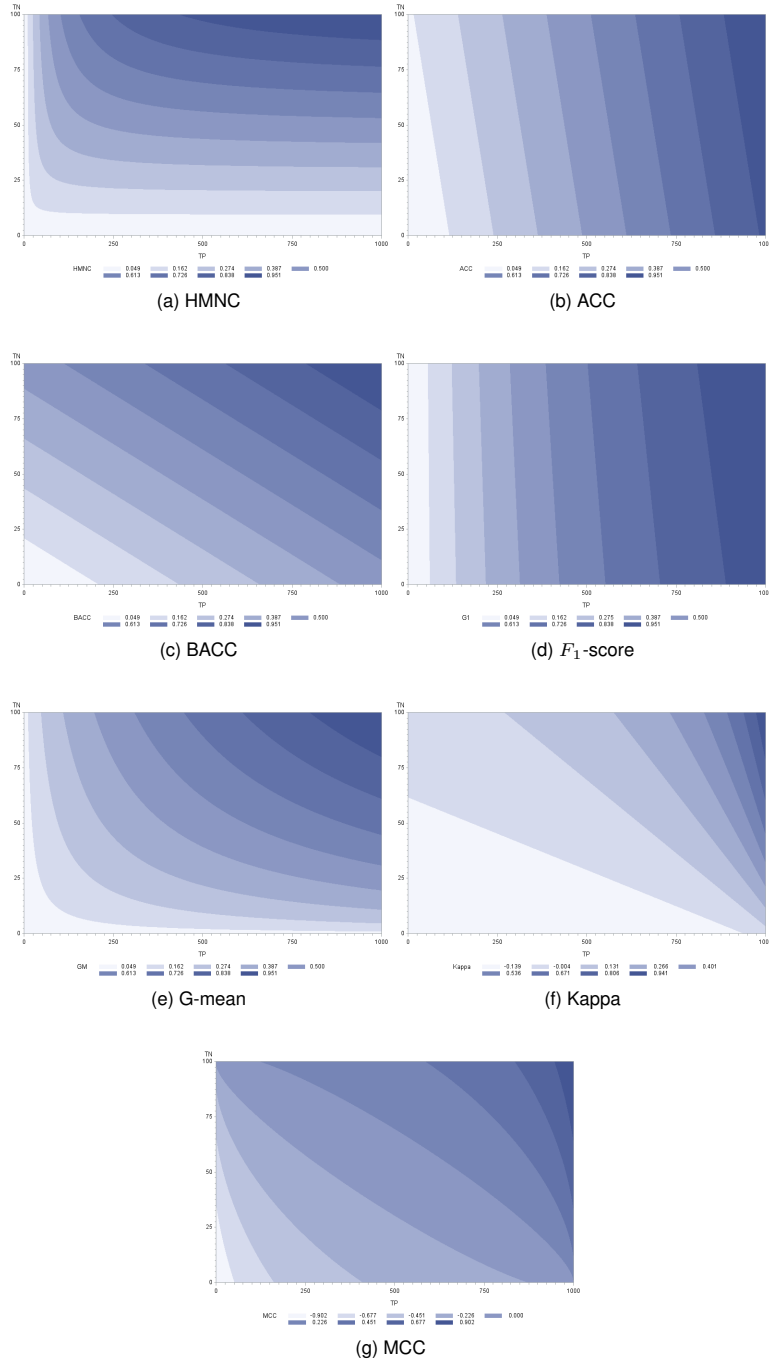 TN
100
75
50
25
0
0 250 500 750 1000
TP
HMNC 0.049 0.162 0.274 0.387 0.500
0.613 0.726 0.838 0.951
(a) HMNC
TN
100
75
50
25
0
0 250 500 750 1000
TP
ACC 0.049 0.162 0.274 0.387 0.500
0.613 0.726 0.838 0.951
(b) ACC
TN
100
75
50
25
0
0 250 500 750 1000
TP
BACC 0.049 0.162 0.274 0.387 0.500
0.613 0.726 0.838 0.951
(c) BACC
TN
100
75
50
25
0
0 250 500 750 1000
TP
G1 0.049 0.162 0.275 0.387 0.500
0.613 0.726 0.838 0.951
(d) F₁-score
TN
100
75
50
25
0
0 250 500 750 1000
TP
GM 0.049 0.162 0.274 0.387 0.500
0.613 0.726 0.838 0.951
(e) G-mean
TN
100
75
50
25
0
0 250 500 750 1000
TP
Kappa -0.139 -0.004 0.131 0.266 0.401
0.536 0.671 0.806 0.941
(f) Kappa
TN
100
75
50
25
0
0 250 500 750 1000
TP
MCC -0.902 -0.677 -0.451 -0.226 0.000
0.226 0.451 0.677 0.902
(g) MCC